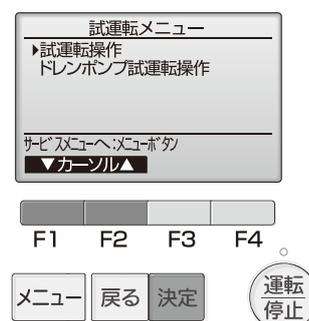 試運転メニュー
▶試運転操作
ドレンポンプ試運転操作
サービスメニューへ:メニューボタン
▼カーソル▲
F1 F2 F3 F4
メニュー 戻る 決定
運転
停止